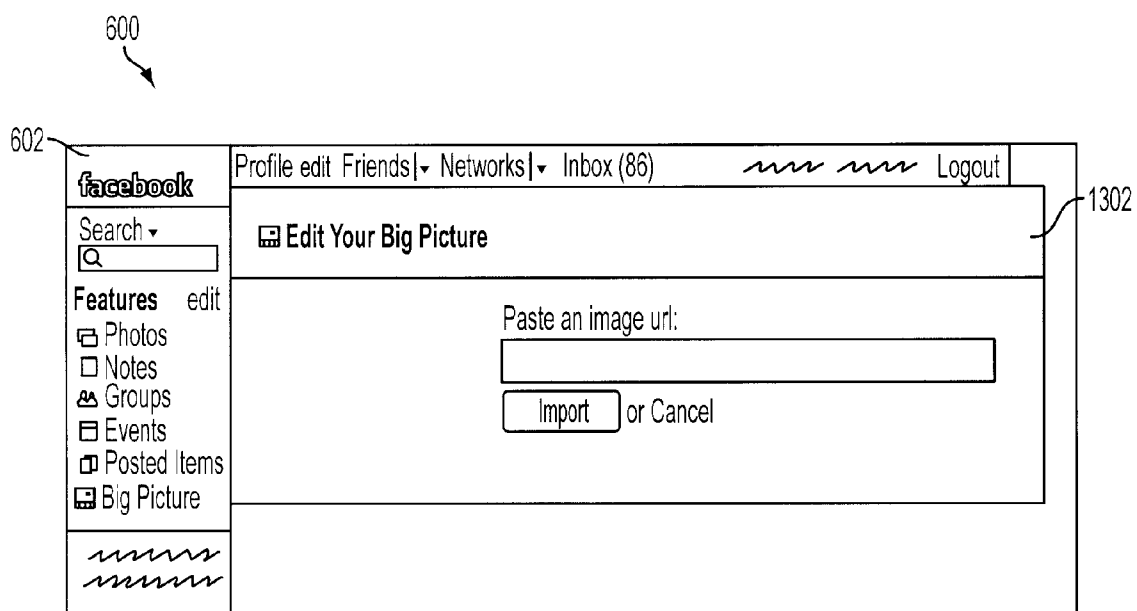 600
602
facebook
Profile edit Friends Networks Inbox (86) Logout
1302
Search
Edit Your Big Picture
Features edit
Photos
Notes
Groups
Events
Posted Items
Big Picture
Paste an image url:
Import or Cancel